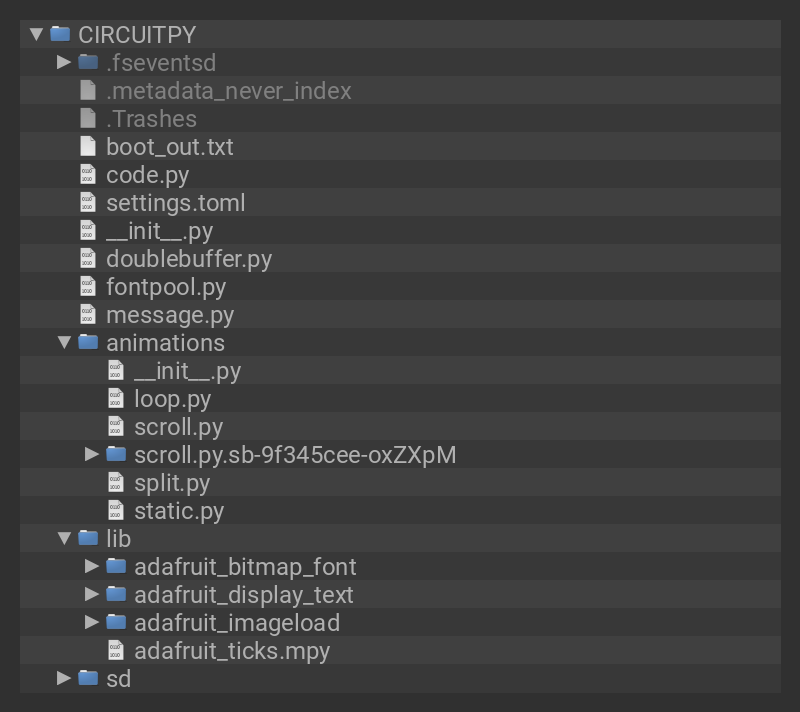 CIRCUITPY
.fseventsd
.metadata_never_index
.Trashes
boot_out.txt
code.py
settings.toml
__init__.py
doublebuffer.py
fontpool.py
message.py
animations
__init__.py
loop.py
scroll.py
scroll.py.sb-9f345cee-oxZXpM
split.py
static.py
lib
adafruit_bitmap_font
adafruit_display_text
adafruit_imageload
adafruit_ticks.mpy
sd